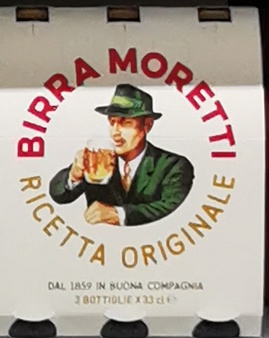 BIRRA MORETTI
RICETTA ORIGINALE
DAL 1859 IN BUONA COMPAGNIA
3 BOTTIGLIE X 33 cl ℮